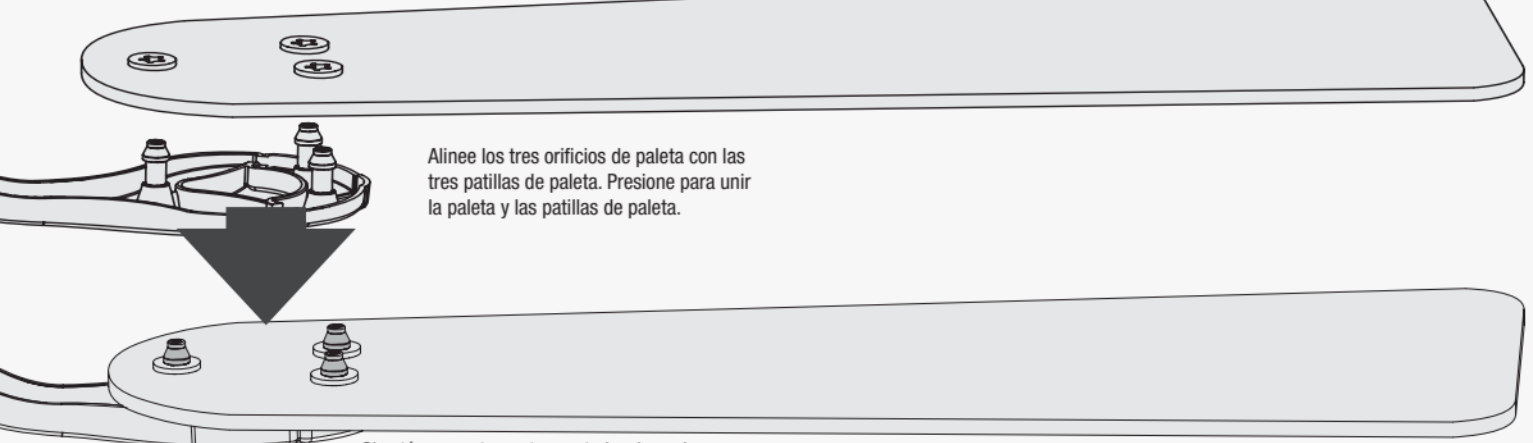 Alinee los tres orificios de paleta con las
tres patillas de paleta. Presione para unir
la paleta y las patillas de paleta.